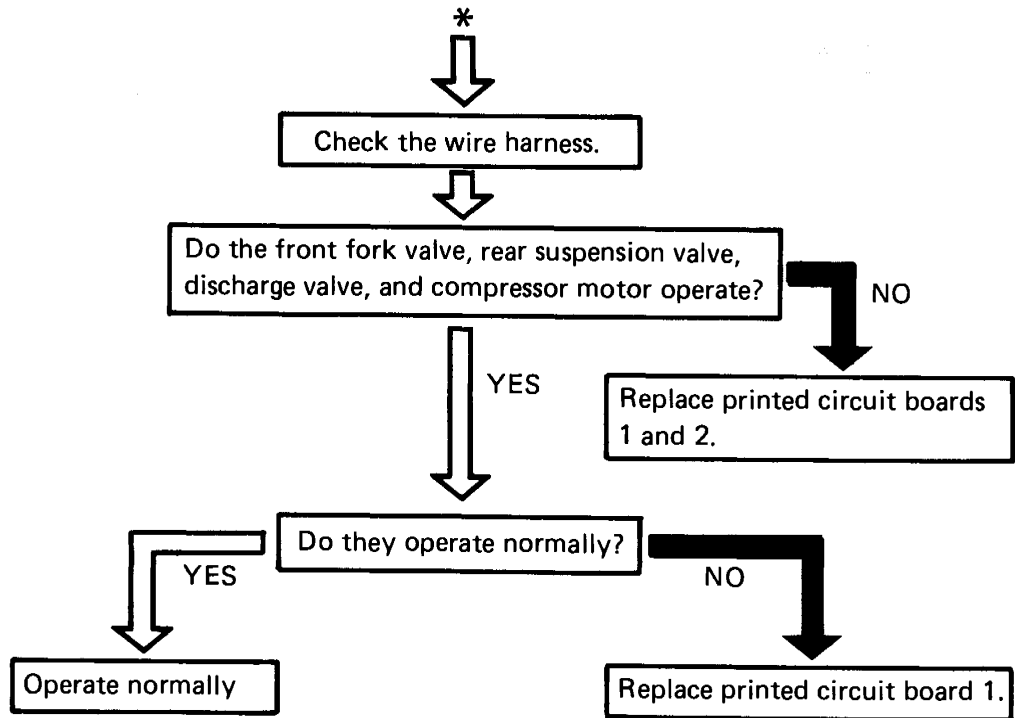 *
Check the wire harness.
Do the front fork valve, rear suspension valve,
discharge valve, and compressor motor operate?
NO
YES
Replace printed circuit boards
1 and 2.
Do they operate normally?
YES
NO
Operate normally
Replace printed circuit board 1.